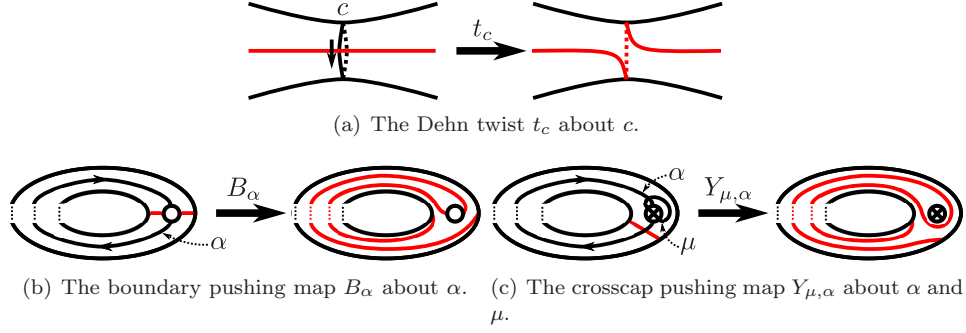 c
t_c
(a) The Dehn twist t_c about c.
B_α
α
α
Y_{μ,α}
μ
(b) The boundary pushing map B_α about α.
(c) The crosscap pushing map Y_{μ,α} about α and
μ.